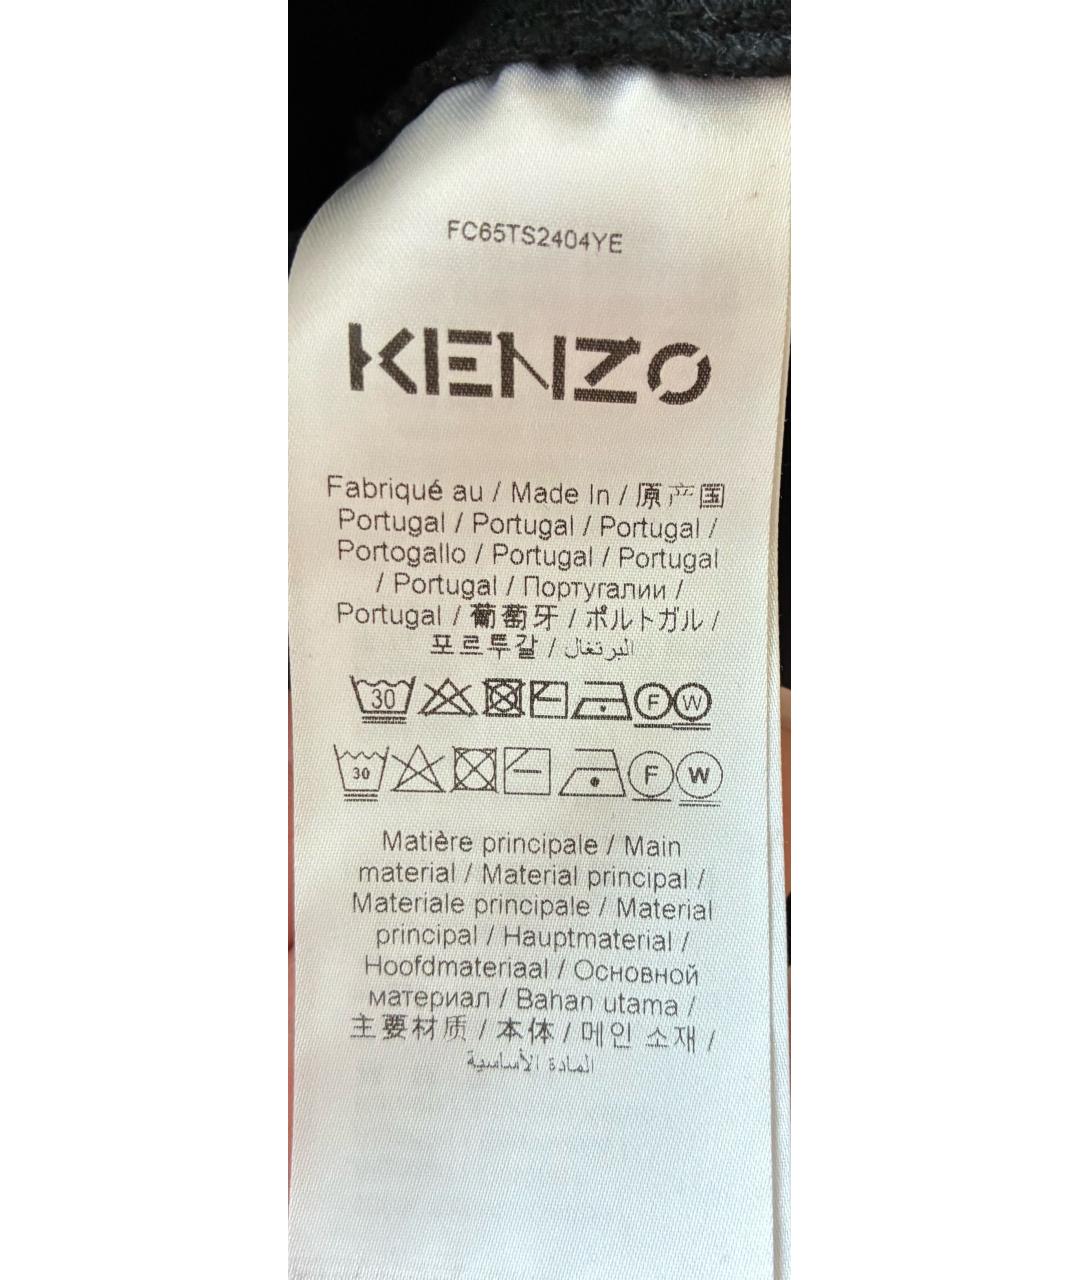 FC65TS2404YE
KENZO
Fabriqué au / Made In / 原产国
Portugal / Portugal / Portugal /
Portogallo / Portugal / Portugal
/ Portugal / Португалии /
Portugal / 葡萄牙 / ポルトガル /
포르투갈 / البرتغال
30 F W
30 F W
Matière principale / Main
material / Material principal /
Materiale principale / Material
principal / Hauptmaterial /
Hoofdmateriaal / Основной
материал / Bahan utama /
主要材质 / 本体 / 메인 소재 /
المادة الأساسية